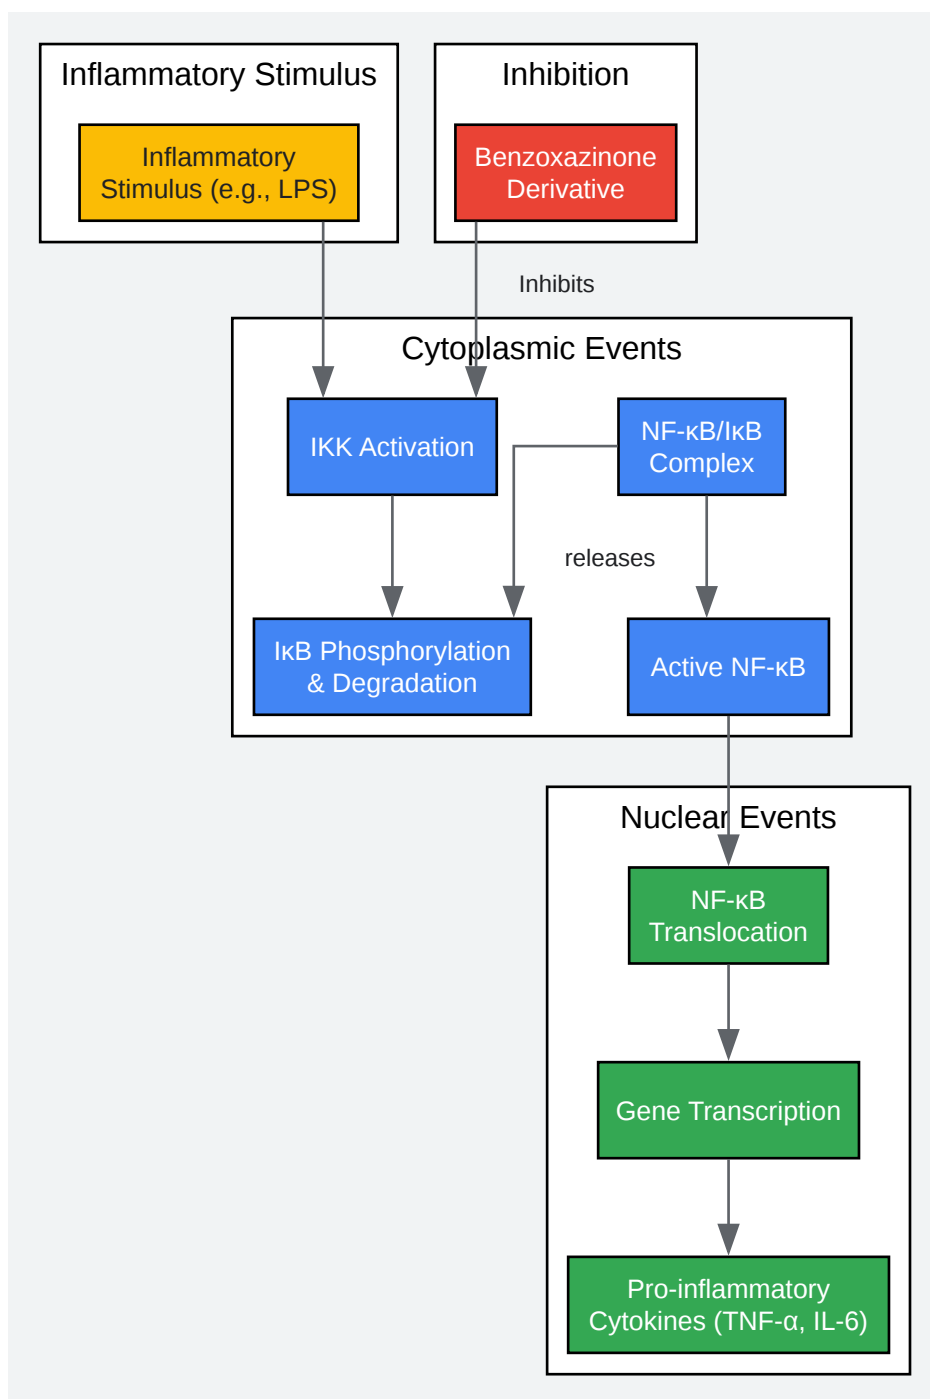 Inflammatory Stimulus
Inflammatory
Stimulus (e.g., LPS)
Inhibition
Benzoxazinone
Derivative
Inhibits
Cytoplasmic Events
IKK Activation
NF-κB/IκB
Complex
releases
IκB Phosphorylation
& Degradation
Active NF-κB
Nuclear Events
NF-κB
Translocation
Gene Transcription
Pro-inflammatory
Cytokines (TNF-α, IL-6)